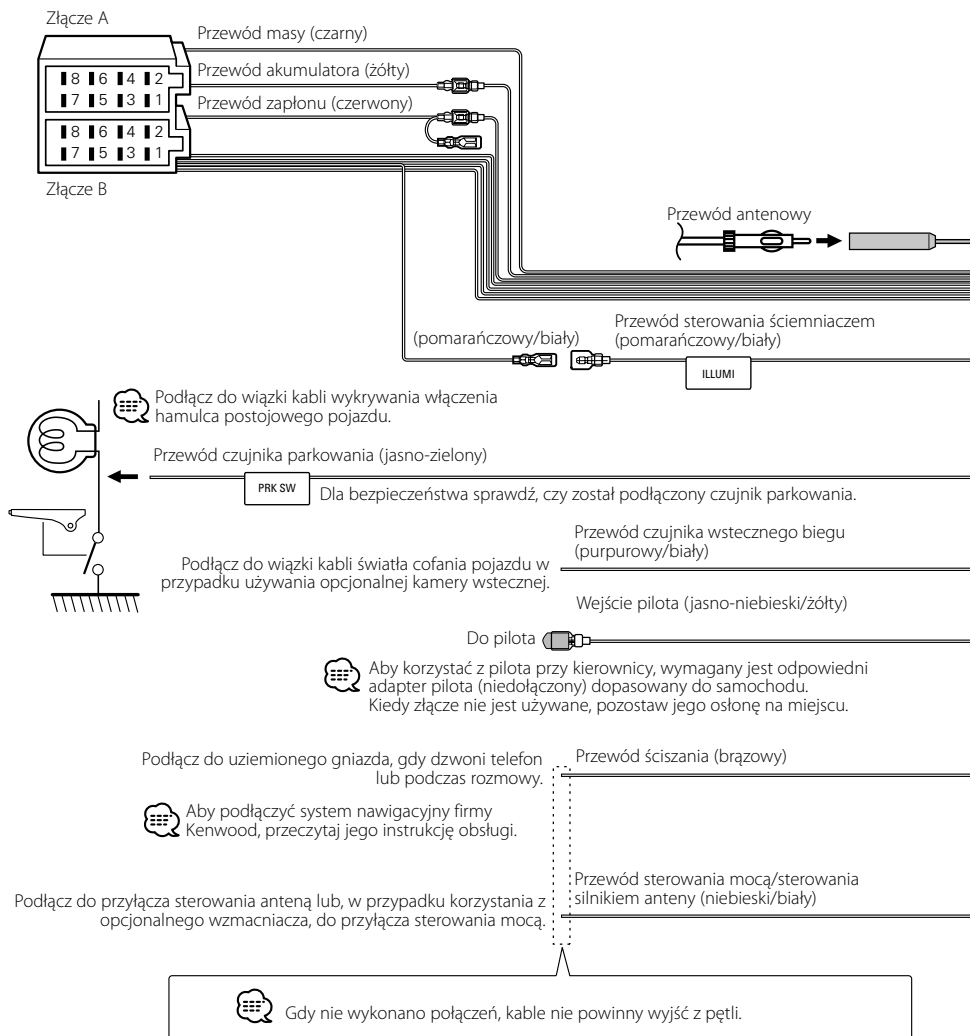 Złącze A
Przewód masy (czarny)
Przewód akumulatora (żółty)
8 6 4 2
7 5 3 1
Przewód zapłonu (czerwony)
8 6 4 2
7 5 3 1
Złącze B
Przewód antenowy
(pomarańczowy/biały)
Przewód sterowania ściemniaczem
(pomarańczowy/biały)
ILLUMI
Podłącz do wiązki kabli wykrywania włączenia
hamulca postojowego pojazdu.
Przewód czujnika parkowania (jasno-zielony)
PRK SW
Dla bezpieczeństwa sprawdź, czy został podłączony czujnik parkowania.
Przewód czujnika wstecznego biegu
(purpurowy/biały)
Podłącz do wiązki kabli światła cofania pojazdu w
przypadku używania opcjonalnej kamery wstecznej.
Wejście pilota (jasno-niebieski/żółty)
Do pilota
Aby korzystać z pilota przy kierownicy, wymagany jest odpowiedni
adapter pilota (niedołączony) dopasowany do samochodu.
Kiedy złącze nie jest używane, pozostaw jego osłonę na miejscu.
Podłącz do uziemionego gniazda, gdy dzwoni telefon
lub podczas rozmowy.
Przewód ściszania (brązowy)
Aby podłączyć system nawigacyjny firmy
Kenwood, przeczytaj jego instrukcję obsługi.
Przewód sterowania mocą/sterowania
silnikiem anteny (niebieski/biały)
Podłącz do przyłącza sterowania anteną lub, w przypadku korzystania z
opcjonalnego wzmacniacza, do przyłącza sterowania mocą.
Gdy nie wykonano połączeń, kable nie powinny wyjść z pętli.